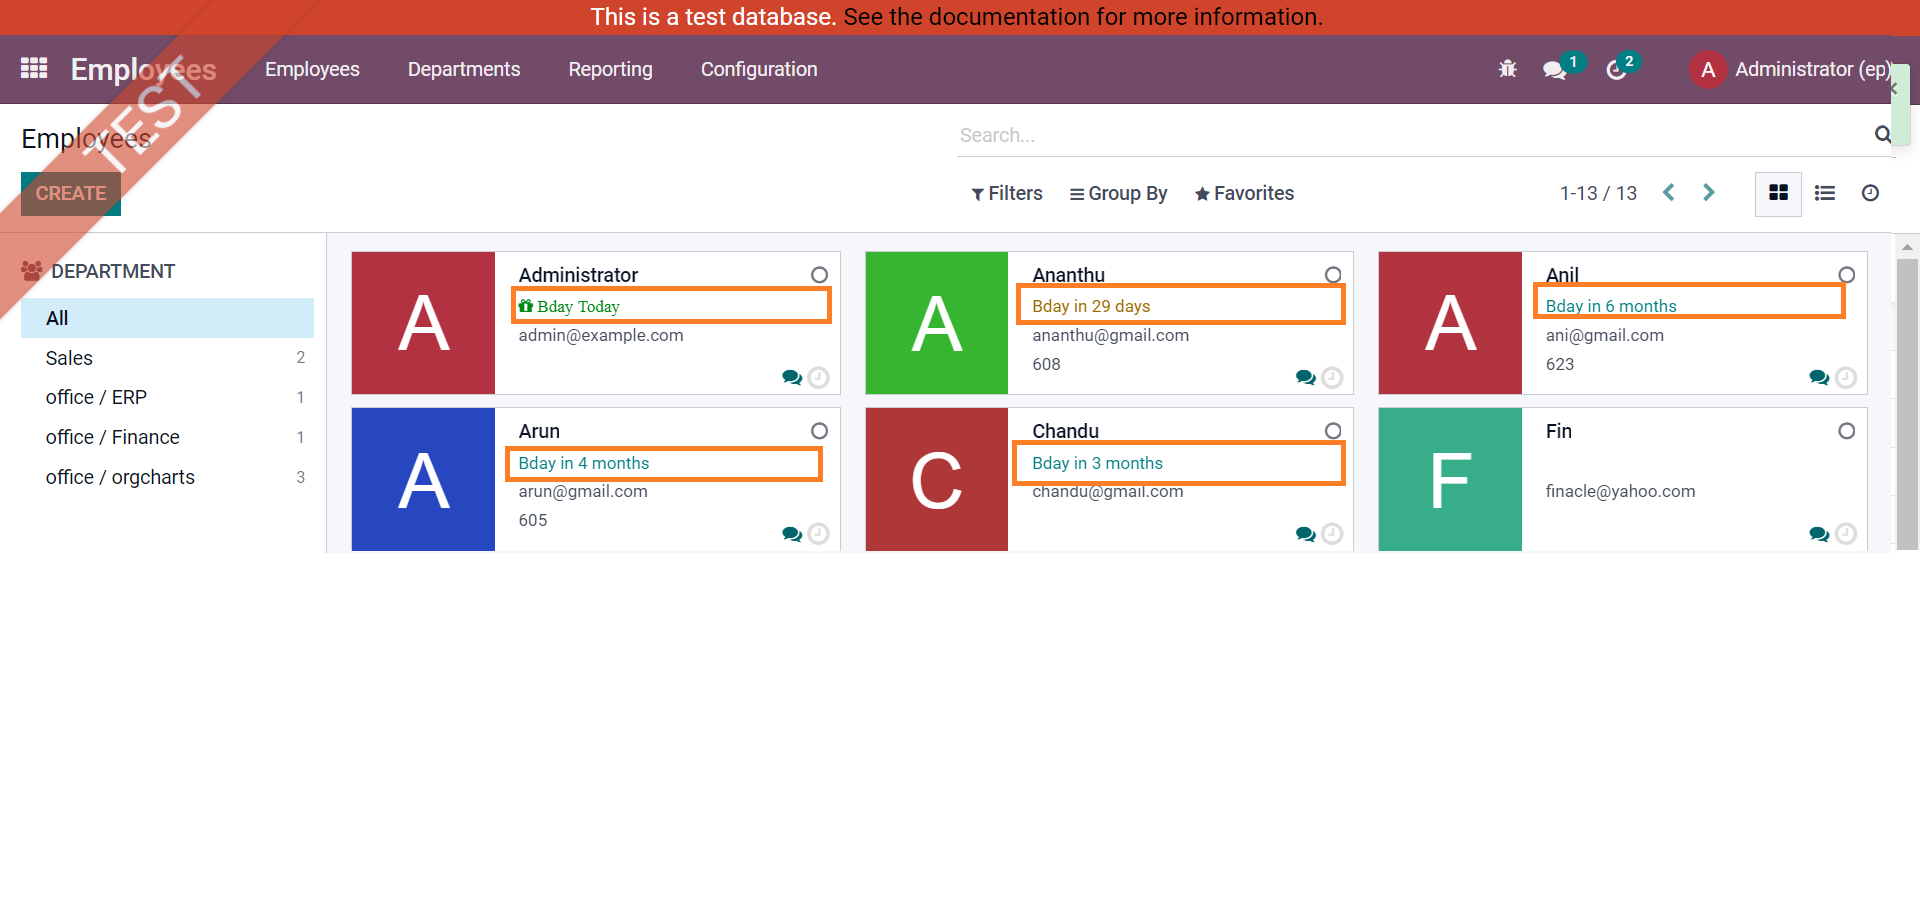 This is a test database. See the documentation for more information.
Employees Employees Departments Reporting Configuration 1 2 A Administrator (ep)
TEST
Employees
Search...
CREATE
Filters Group By Favorites 1-13 / 13
DEPARTMENT
All
Sales 2
office / ERP 1
office / Finance 1
office / orgcharts 3
A
Administrator
Bday Today
admin@example.com
A
Ananthu
Bday in 29 days
ananthu@gmail.com
608
A
Anil
Bday in 6 months
ani@gmail.com
623
A
Arun
Bday in 4 months
arun@gmail.com
605
C
Chandu
Bday in 3 months
chandu@gmail.com
F
Fin
finacle@yahoo.com